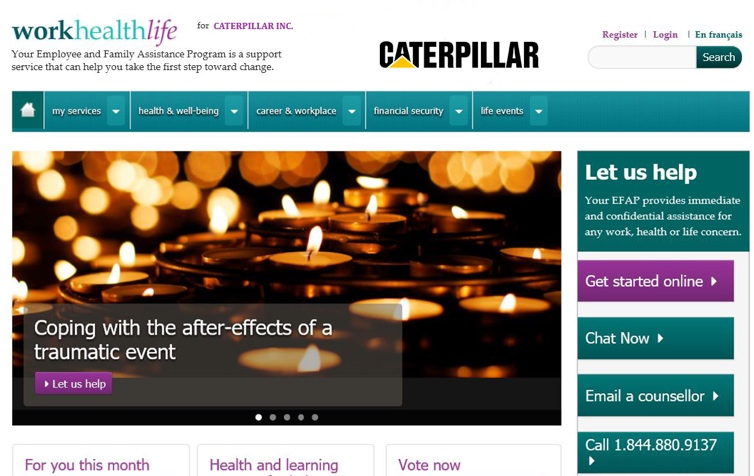 workhealthlife for CATERPILLAR INC.
Your Employee and Family Assistance Program is a support
service that can help you take the first step toward change.
CATERPILLAR
Register | Login | En français
Search
my services
health & well-being
career & workplace
financial security
life events
Coping with the after-effects of a
traumatic event
Let us help
Let us help
Your EFAP provides immediate
and confidential assistance for
any work, health or life concern.
Get started online
Chat Now
Email a counsellor
Call 1.844.880.9137
For you this month
Health and learning
Vote now